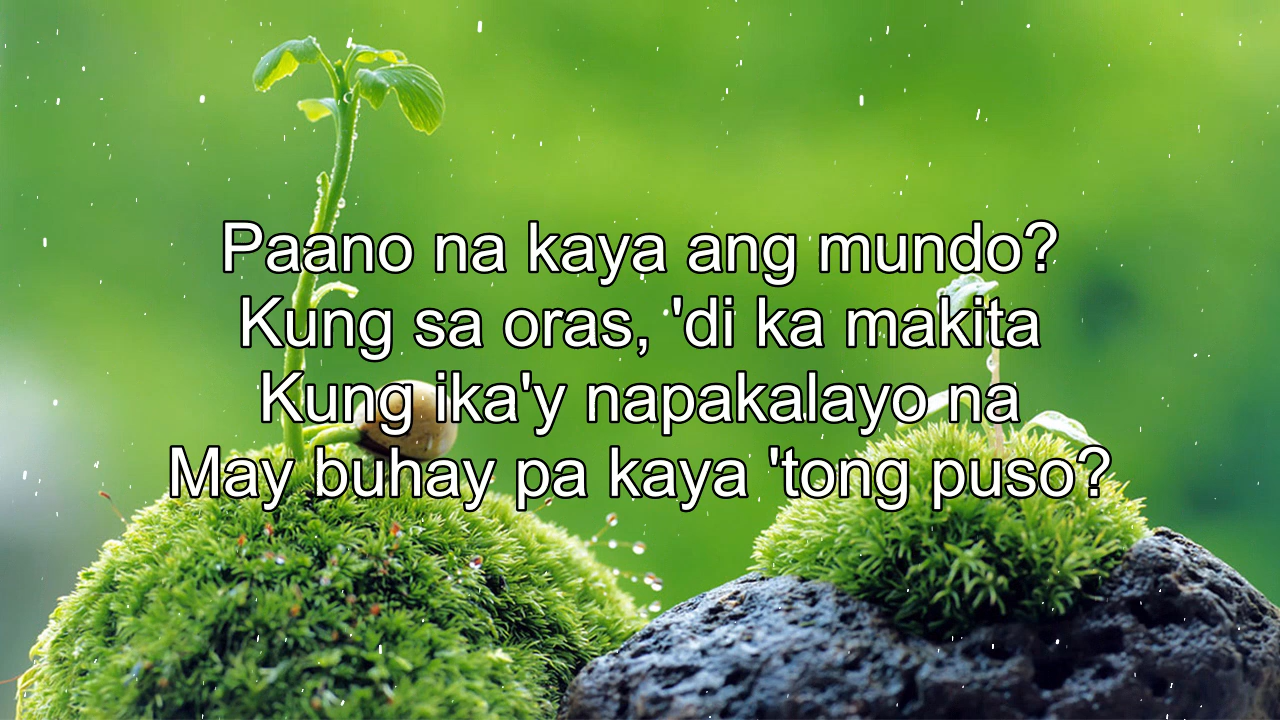 Paano na kaya ang mundo?
Kung sa oras, 'di ka makita
Kung ika'y napakalayo na
May buhay pa kaya 'tong puso?